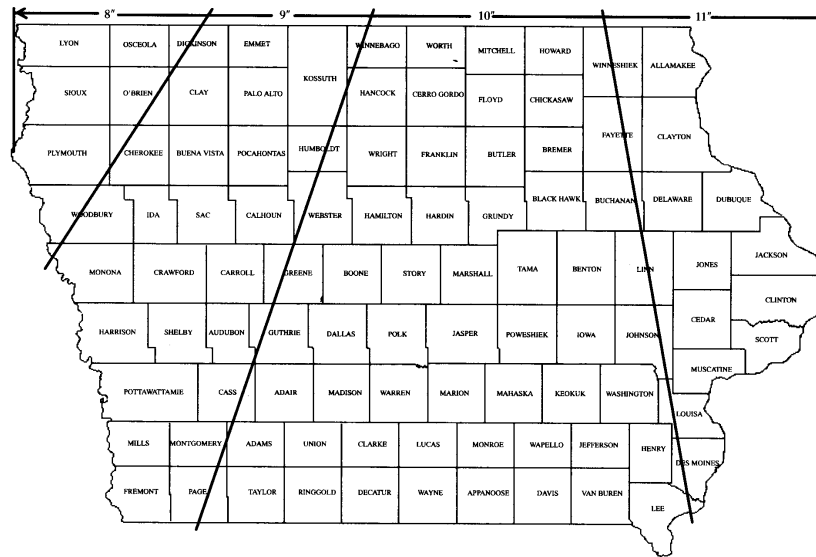 8" 9" 10" 11"
LYON OSCEOLA DICKINSON EMMET WINNEBAGO WORTH MITCHELL HOWARD WINNESHIEK ALLAMAKEE
KOSSUTH
SIOUX O'BRIEN CLAY PALO ALTO HANCOCK CERRO GORDO FLOYD CHICKASAW
FAYETTE CLAYTON
PLYMOUTH CHEROKEE BUENA VISTA POCAHONTAS HUMBOLDT WRIGHT FRANKLIN BUTLER BREMER
WOODBURY IDA SAC CALHOUN WEBSTER HAMILTON HARDIN GRUNDY BLACK HAWK BUCHANAN DELAWARE DUBUQUE
MONONA CRAWFORD CARROLL GREENE BOONE STORY MARSHALL TAMA BENTON LINN JONES JACKSON
CLINTON
HARRISON SHELBY AUDUBON GUTHRIE DALLAS POLK JASPER POWESHIEK IOWA JOHNSON CEDAR SCOTT
MUSCATINE
POTTAWATTAMIE CASS ADAIR MADISON WARREN MARION MAHASKA KEOKUK WASHINGTON LOUISA
MILLS MONTGOMERY ADAMS UNION CLARKE LUCAS MONROE WAPELLO JEFFERSON HENRY DES MOINES
FREMONT PAGE TAYLOR RINGGOLD DECATUR WAYNE APPANOOSE DAVIS VAN BUREN LEE